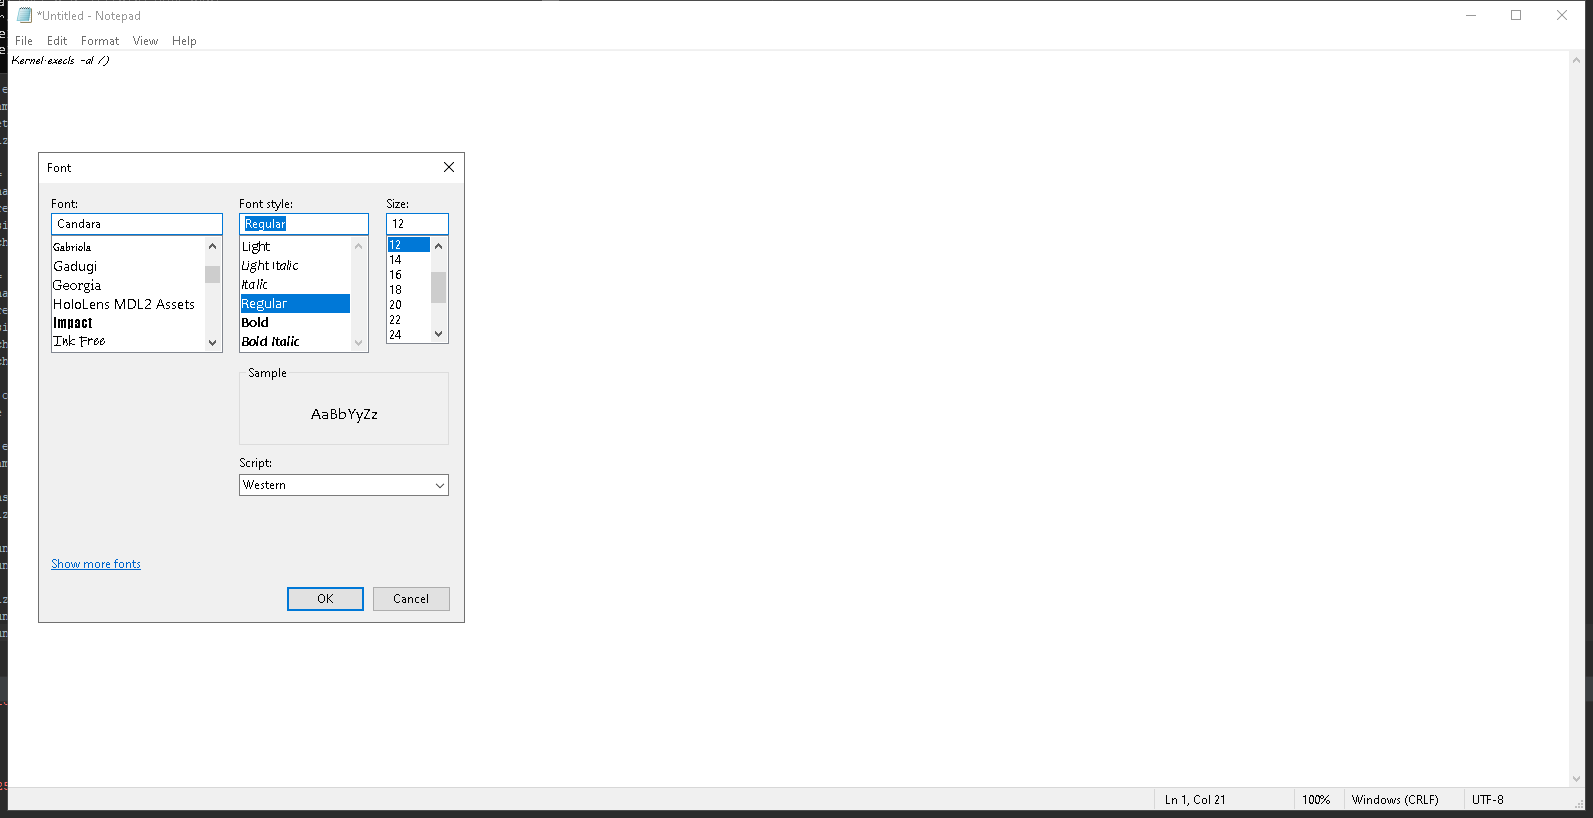 *Untitled - Notepad
File Edit Format View Help
Kernel.execls -al /)
Font
Font: Font style: Size:
Candara Regular 12
Gabriola Light 12
Gadugi Light Italic 14
Georgia Italic 16
HoloLens MDL2 Assets Regular 18
Impact Bold 20
Ink Free Bold Italic 22
24
Sample
AaBbYyZz
Script:
Western
Show more fonts
OK Cancel
Ln 1, Col 21 100% Windows (CRLF) UTF-8